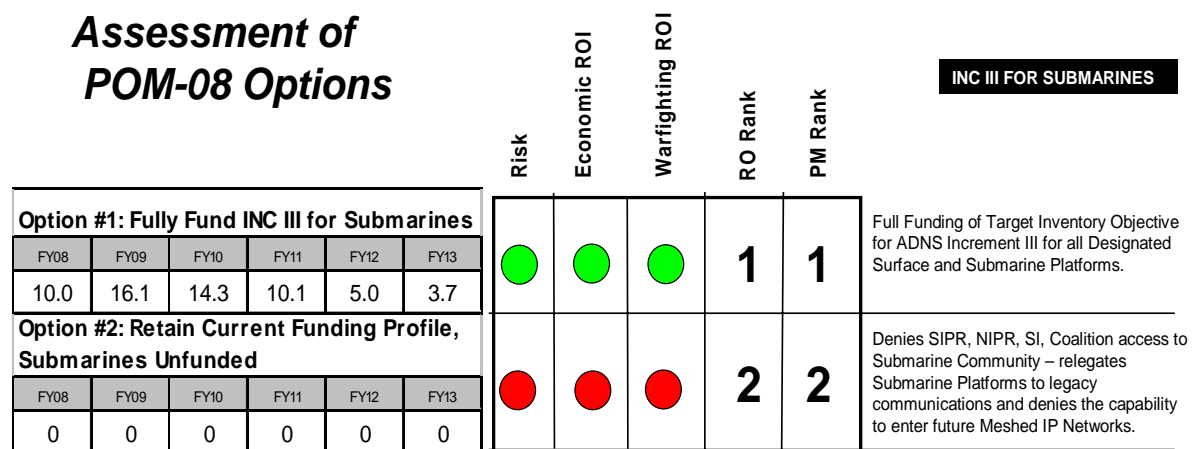 Assessment of
POM-08 Options
Risk
Economic ROI
Warfighting ROI
RO Rank
PM Rank
INC III FOR SUBMARINES
Option #1: Fully Fund INC III for Submarines
FY08 FY09 FY10 FY11 FY12 FY13
10.0 16.1 14.3 10.1 5.0 3.7
1 1
Full Funding of Target Inventory Objective
for ADNS Increment III for all Designated
Surface and Submarine Platforms.
Option #2: Retain Current Funding Profile,
Submarines Unfunded
FY08 FY09 FY10 FY11 FY12 FY13
0 0 0 0 0 0
2 2
Denies SIPR, NIPR, SI, Coalition access to
Submarine Community – relegates
Submarine Platforms to legacy
communications and denies the capability
to enter future Meshed IP Networks.